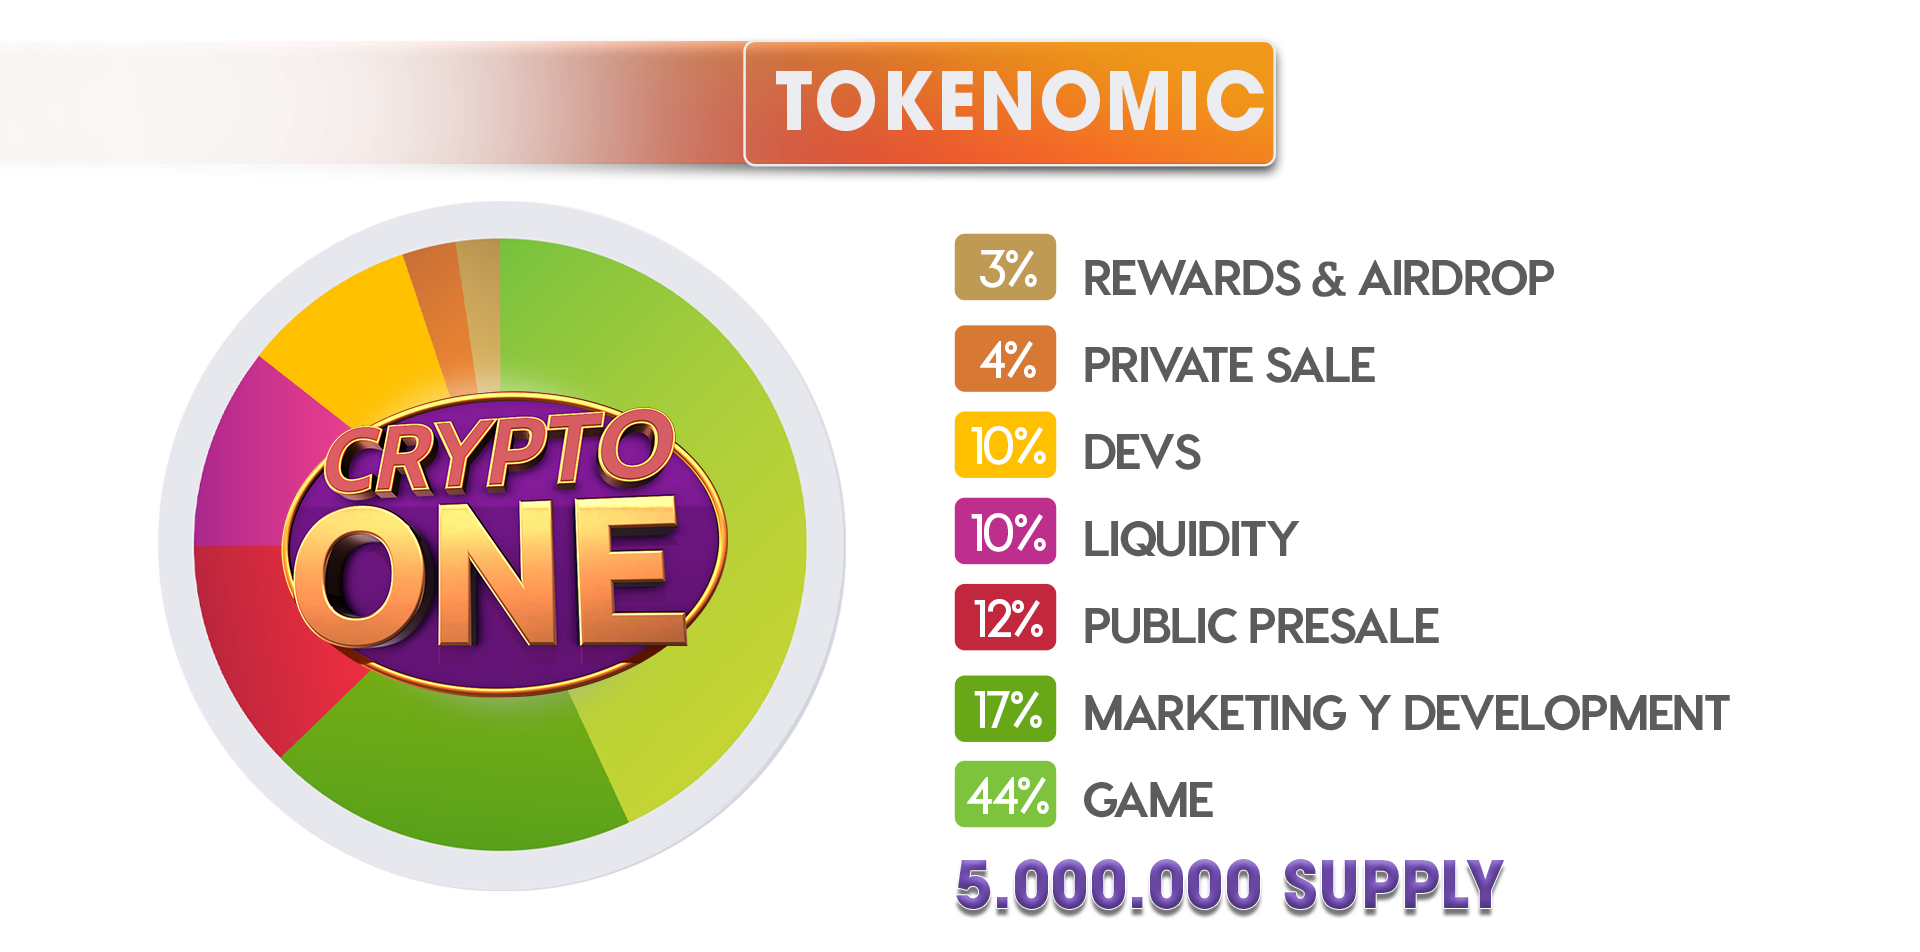 TOKENOMIC
CRYPTO
ONE
3% REWARDS & AIRDROP
4% PRIVATE SALE
10% DEVS
10% LIQUIDITY
12% PUBLIC PRESALE
17% MARKETING Y DEVELOPMENT
44% GAME
5.000.000 SUPPLY